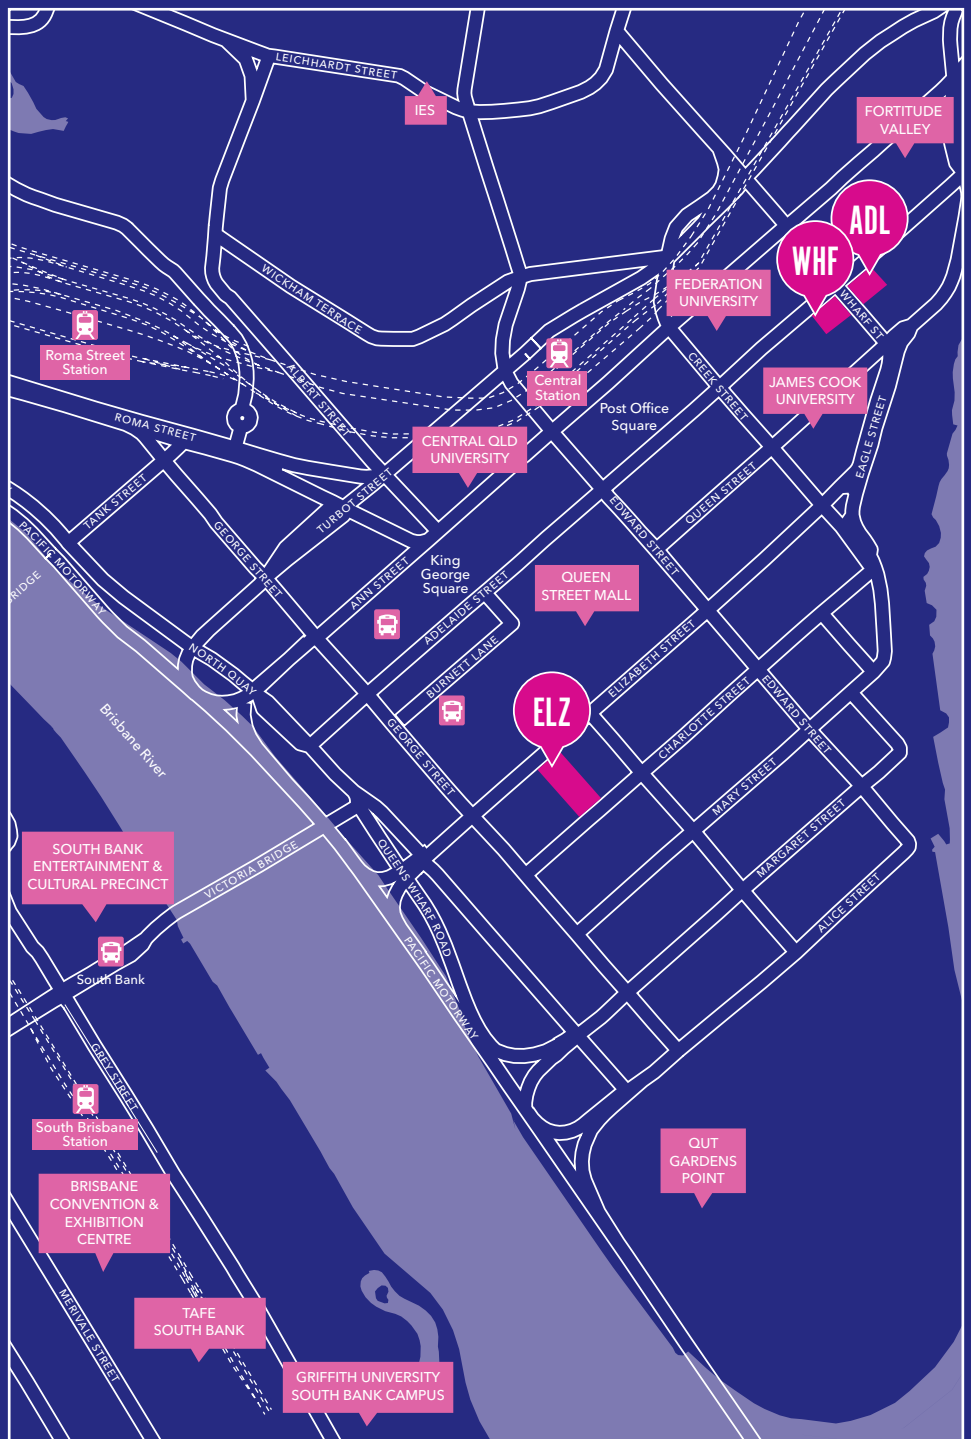 LEICHHARDT STREET
IES
FORTITUDE
VALLEY
ADL
WHF
WHARF ST
WICKHAM TERRACE
FEDERATION
UNIVERSITY
Roma Street
Station
Central
Station
ALBERT STREET
CREEK STREET
JAMES COOK
UNIVERSITY
Post Office
Square
EAGLE STREET
ROMA STREET
CENTRAL QLD
UNIVERSITY
TANK STREET
TURBOT STREET
QUEEN STREET
EDWARD STREET
GEORGE STREET
PACIFIC MOTORWAY
RIDGE
ANN STREET
King
George
Square
ADELAIDE STREET
QUEEN
STREET MALL
BURNETT LANE
ELIZABETH STREET
NORTH QUAY
ELZ
CHARLOTTE STREET
EDWARD STREET
Brisbane River
GEORGE STREET
MARY STREET
MARGARET STREET
ALICE STREET
SOUTH BANK
ENTERTAINMENT &
CULTURAL PRECINCT
VICTORIA BRIDGE
QUEENS WHARF ROAD
PACIFIC MOTORWAY
South Bank
GREY STREET
South Brisbane
Station
QUT
GARDENS
POINT
BRISBANE
CONVENTION &
EXHIBITION
CENTRE
MERIVALE STREET
TAFE
SOUTH BANK
GRIFFITH UNIVERSITY
SOUTH BANK CAMPUS